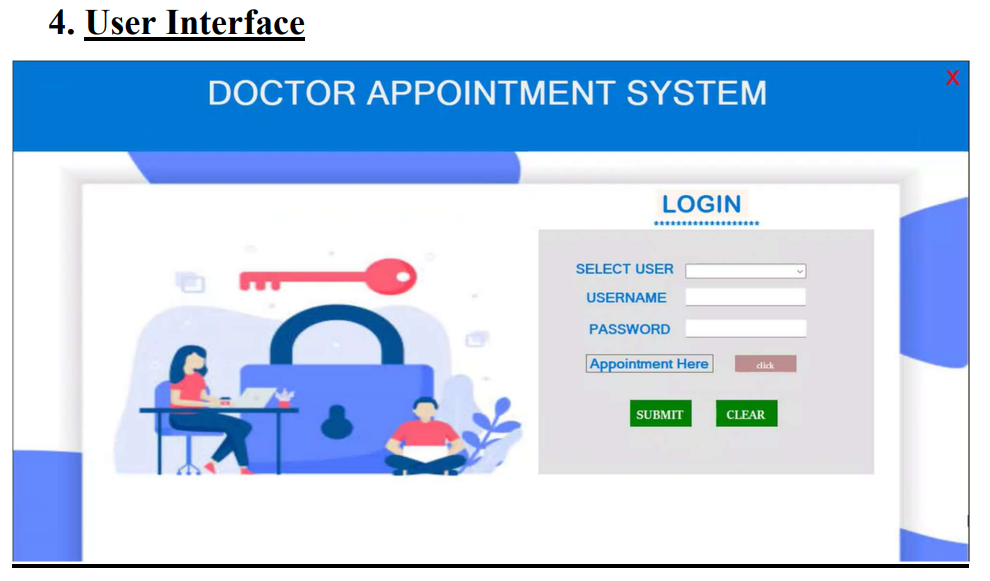 4. User Interface
DOCTOR APPOINTMENT SYSTEM
X
LOGIN
*******************
SELECT USER
USERNAME
PASSWORD
Appointment Here click
SUBMIT CLEAR